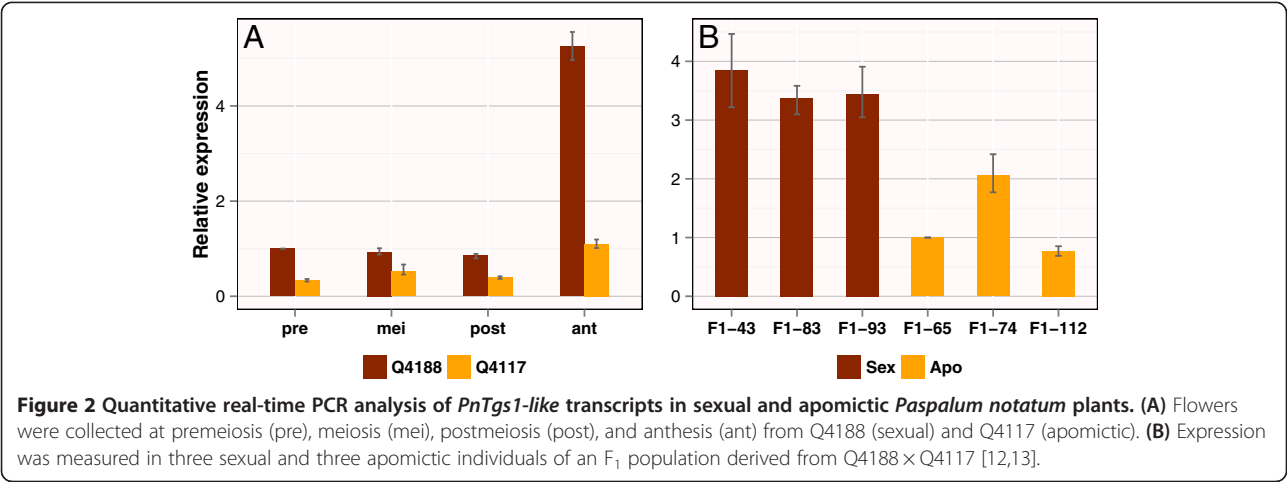 A
B
Relative expression
4
2
0
pre mei post ant
Q4188 Q4117
4
3
2
1
0
F1–43 F1–83 F1–93 F1–65 F1–74 F1–112
Sex Apo
Figure 2 Quantitative real-time PCR analysis of PnTgs1-like transcripts in sexual and apomictic Paspalum notatum plants. (A) Flowers
were collected at premeiosis (pre), meiosis (mei), postmeiosis (post), and anthesis (ant) from Q4188 (sexual) and Q4117 (apomictic). (B) Expression
was measured in three sexual and three apomictic individuals of an F1 population derived from Q4188 × Q4117 [12,13].